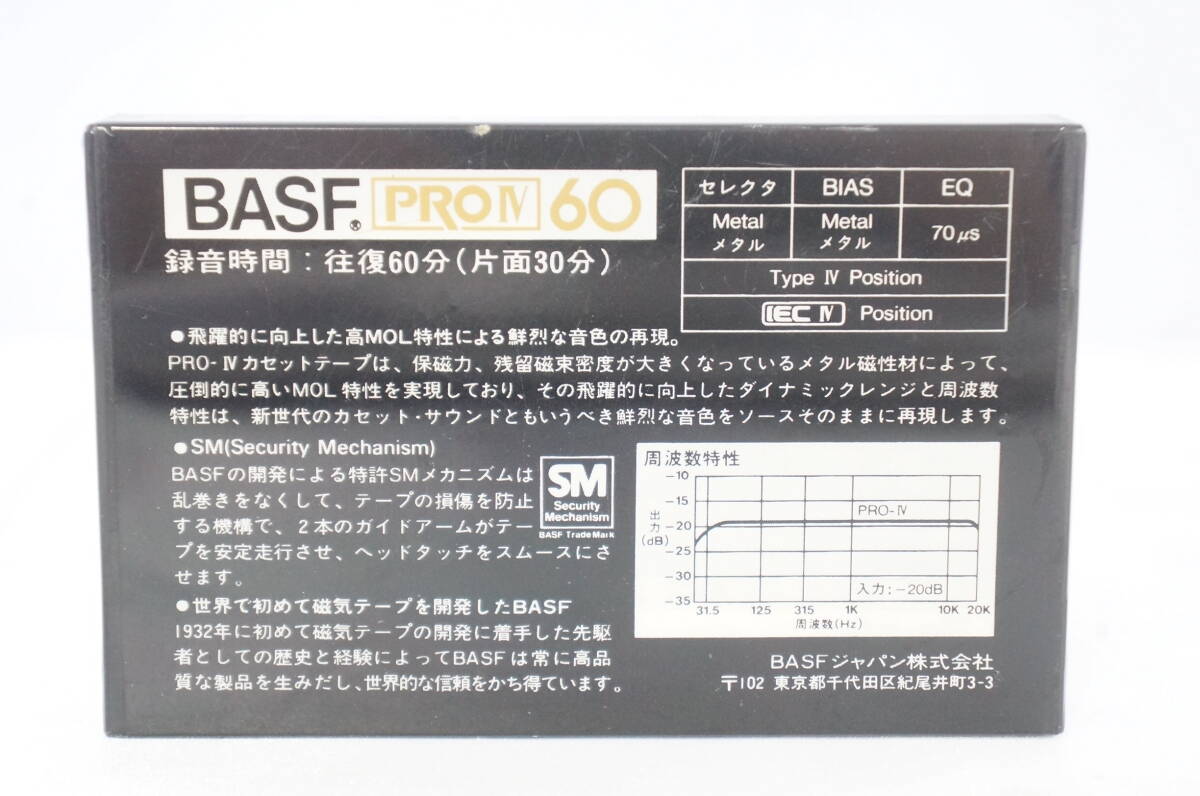 BASF® PRO IV 60
録音時間：往復60分（片面30分）
セレクタ BIAS EQ
Metal メタル Metal メタル 70μs
Type IV Position
IEC IV Position
●飛躍的に向上した高MOL特性による鮮烈な音色の再現。
PRO-IVカセットテープは、保磁力、残留磁束密度が大きくなっているメタル磁性材によって、
圧倒的に高いMOL特性を実現しており、その飛躍的に向上したダイナミックレンジと周波数
特性は、新世代のカセット・サウンドともいうべき鮮烈な音色をソースそのままに再現します。
●SM(Security Mechanism)
BASFの開発による特許SMメカニズムは
乱巻きをなくして、テープの損傷を防止
する機構で、2本のガイドアームがテー
プを安定走行させ、ヘッドタッチをスムースにさ
せます。
SM
Security
Mechanism
BASF Trade Mark
●世界で初めて磁気テープを開発したBASF
1932年に初めて磁気テープの開発に着手した先駆
者としての歴史と経験によってBASFは常に高品
質な製品を生みだし、世界的な信頼をかち得ています。
周波数特性
出力(dB)
-10
-15
-20
-25
-30
-35
PRO-IV
入力：-20dB
31.5 125 315 1K 10K 20K
周波数(Hz)
BASFジャパン株式会社
〒102 東京都千代田区紀尾井町3-3